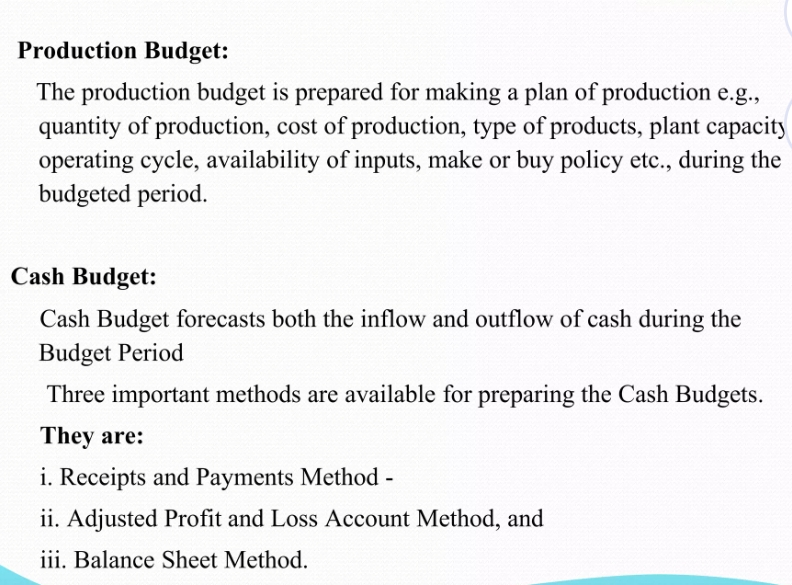 Production Budget:
The production budget is prepared for making a plan of production e.g.,
quantity of production, cost of production, type of products, plant capacity
operating cycle, availability of inputs, make or buy policy etc., during the
budgeted period.
Cash Budget:
Cash Budget forecasts both the inflow and outflow of cash during the
Budget Period
Three important methods are available for preparing the Cash Budgets.
They are:
i. Receipts and Payments Method -
ii. Adjusted Profit and Loss Account Method, and
iii. Balance Sheet Method.